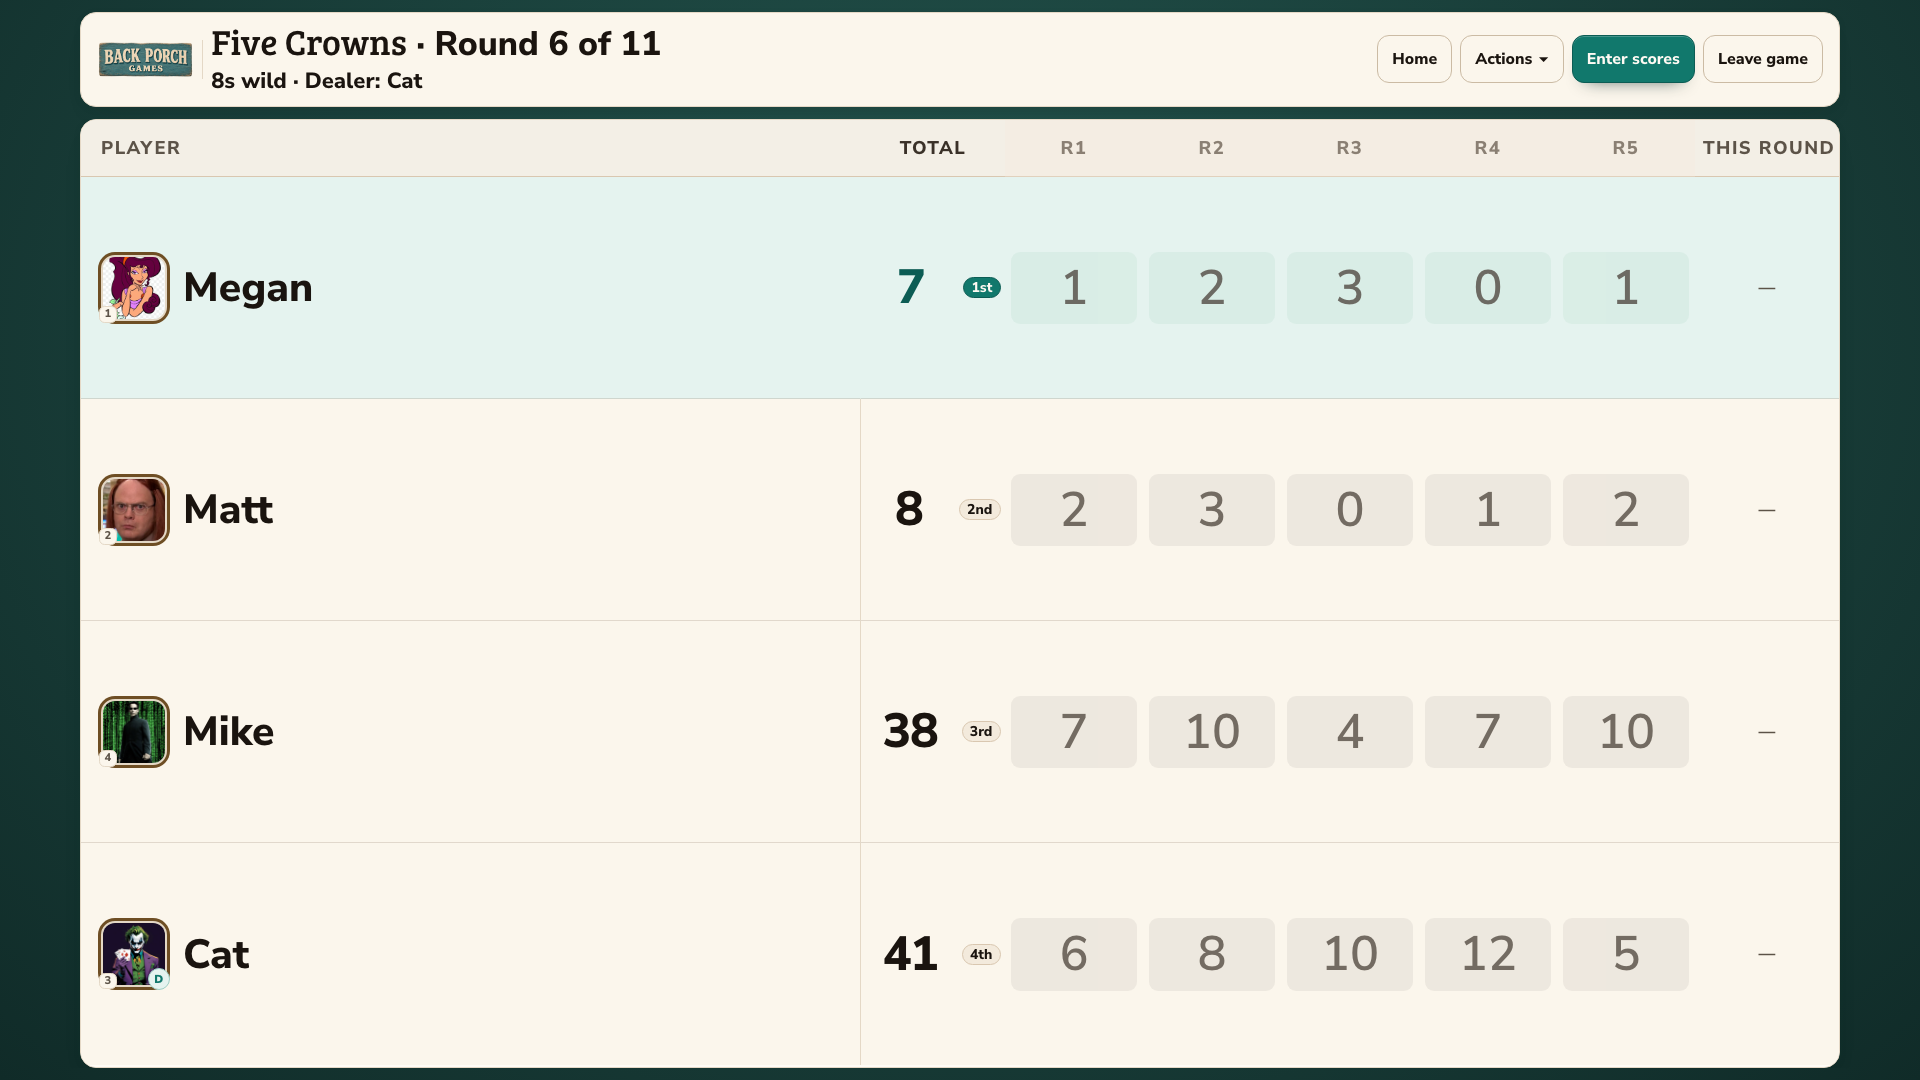 BACK PORCH
GAMES
Five Crowns · Round 6 of 11
8s wild · Dealer: Cat
Home
Actions
Enter scores
Leave game
PLAYER TOTAL R1 R2 R3 R4 R5 THIS ROUND
1 Megan 7 1st 1 2 3 0 1 –
2 Matt 8 2nd 2 3 0 1 2 –
4 Mike 38 3rd 7 10 4 7 10 –
3 D Cat 41 4th 6 8 10 12 5 –